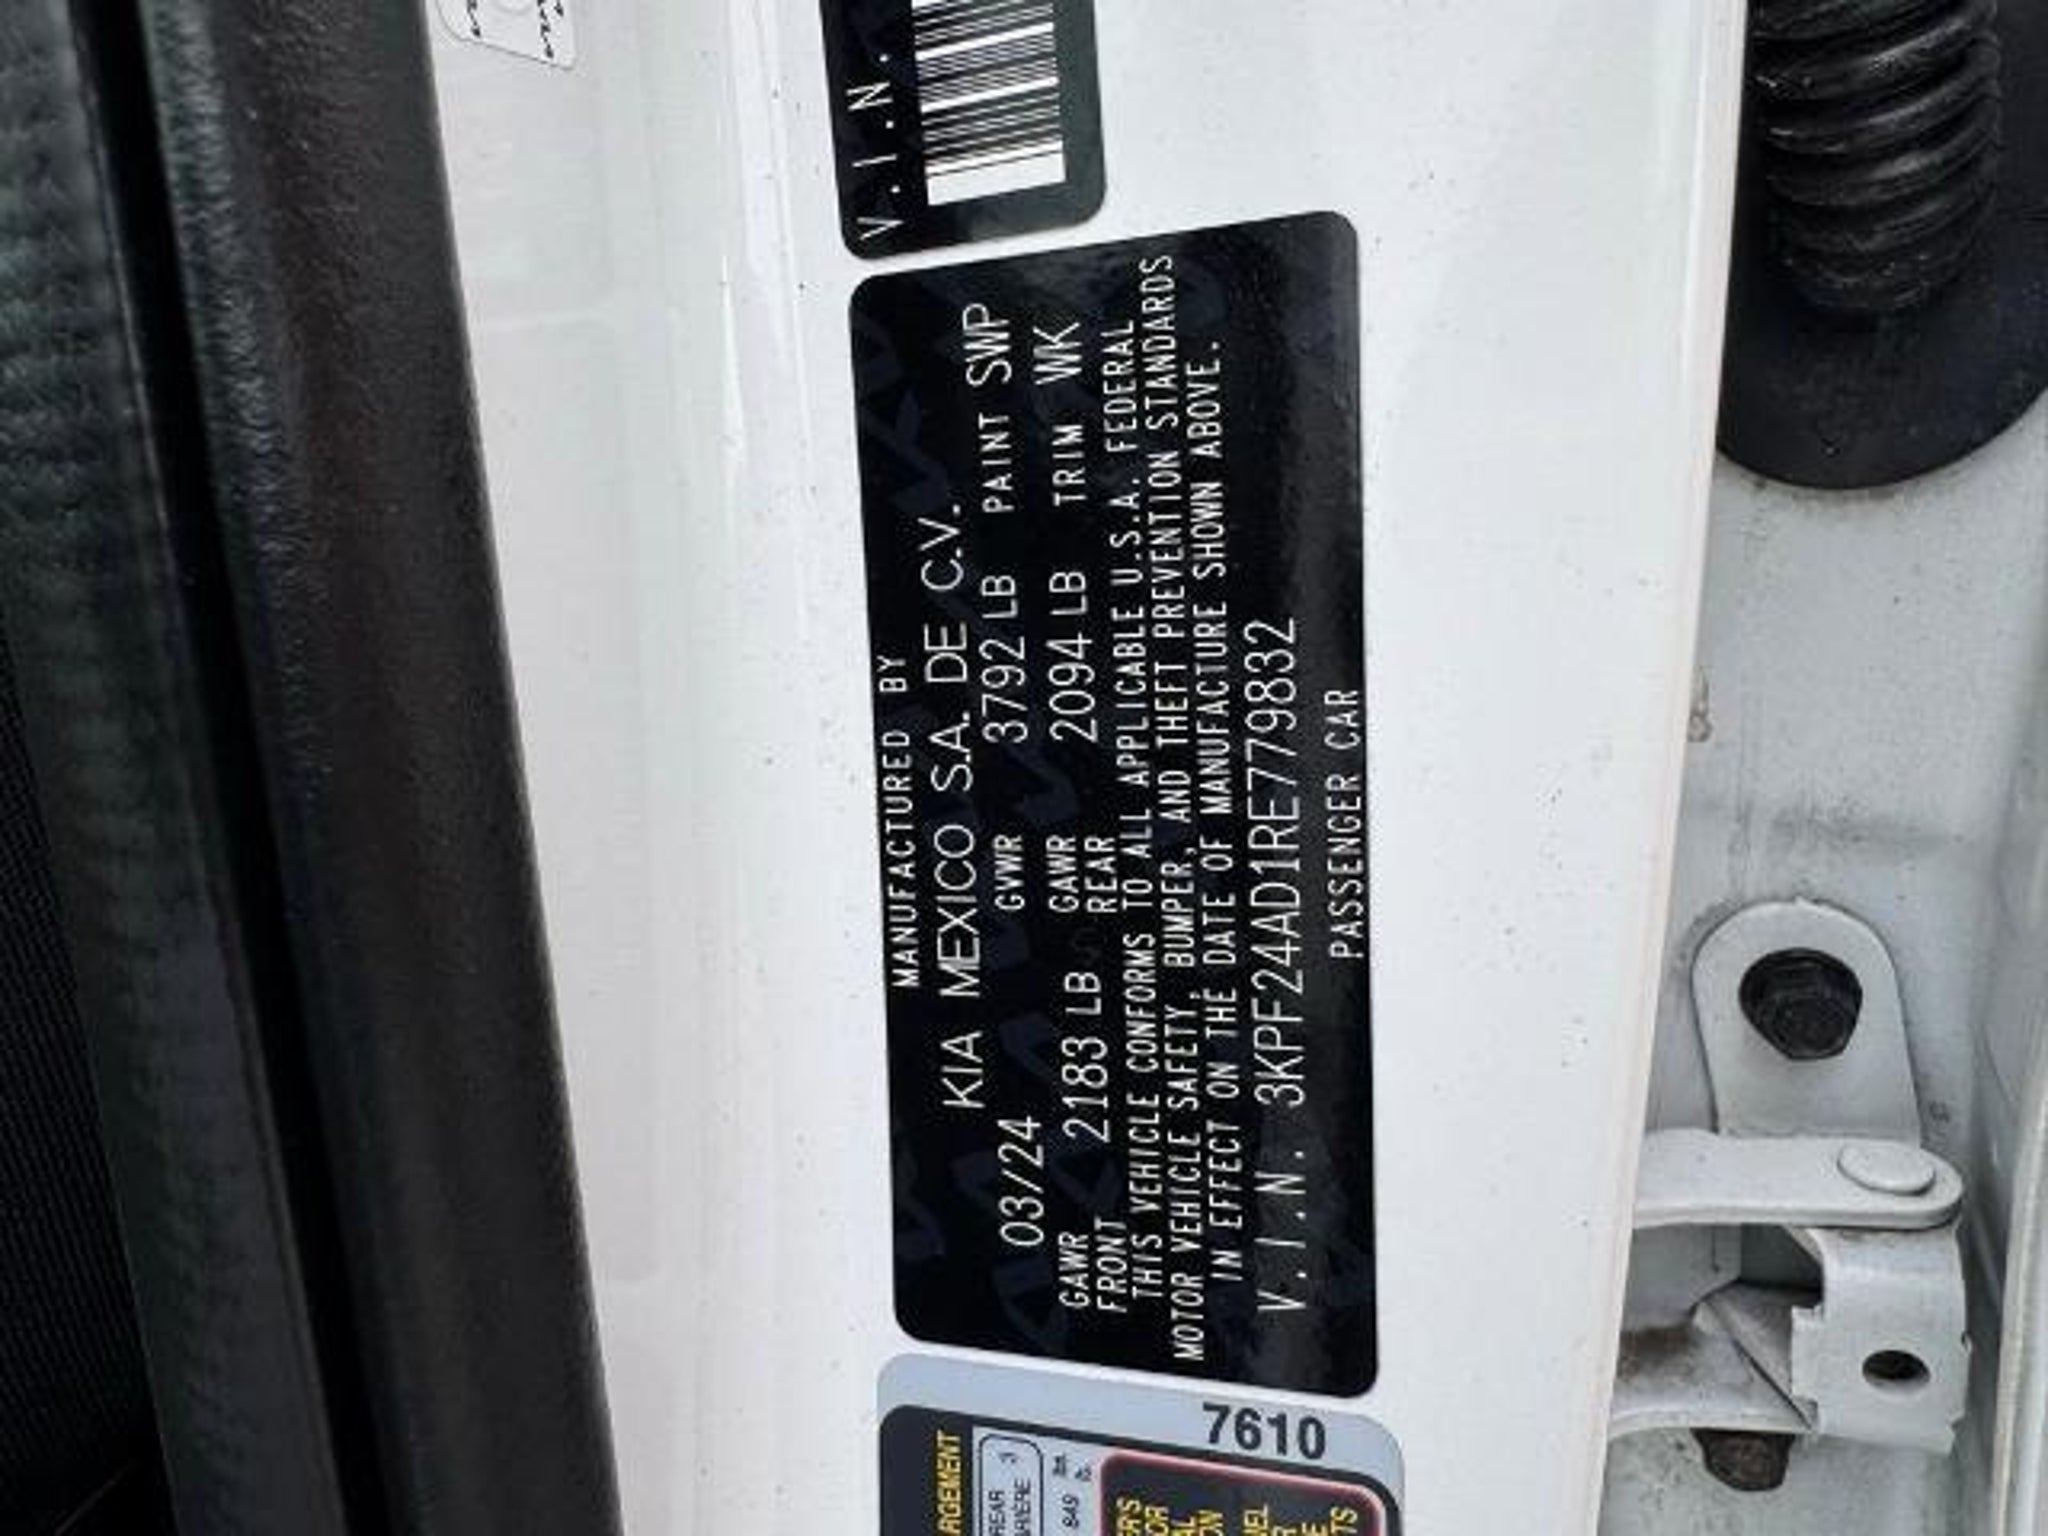 V.I.N.
MANUFACTURED BY
KIA MEXICO S.A. DE C.V.
03/24 GVWR 3792 LB PAINT SWP
GAWR FRONT 2183 LB GAWR REAR 2094 LB TRIM WK
THIS VEHICLE CONFORMS TO ALL APPLICABLE U.S.A. FEDERAL
MOTOR VEHICLE SAFETY, BUMPER, AND THEFT PREVENTION STANDARDS
IN EFFECT ON THE DATE OF MANUFACTURE SHOWN ABOVE.
V.I.N. 3KPF24AD1RE779832
PASSENGER CAR
7610
REAR
849